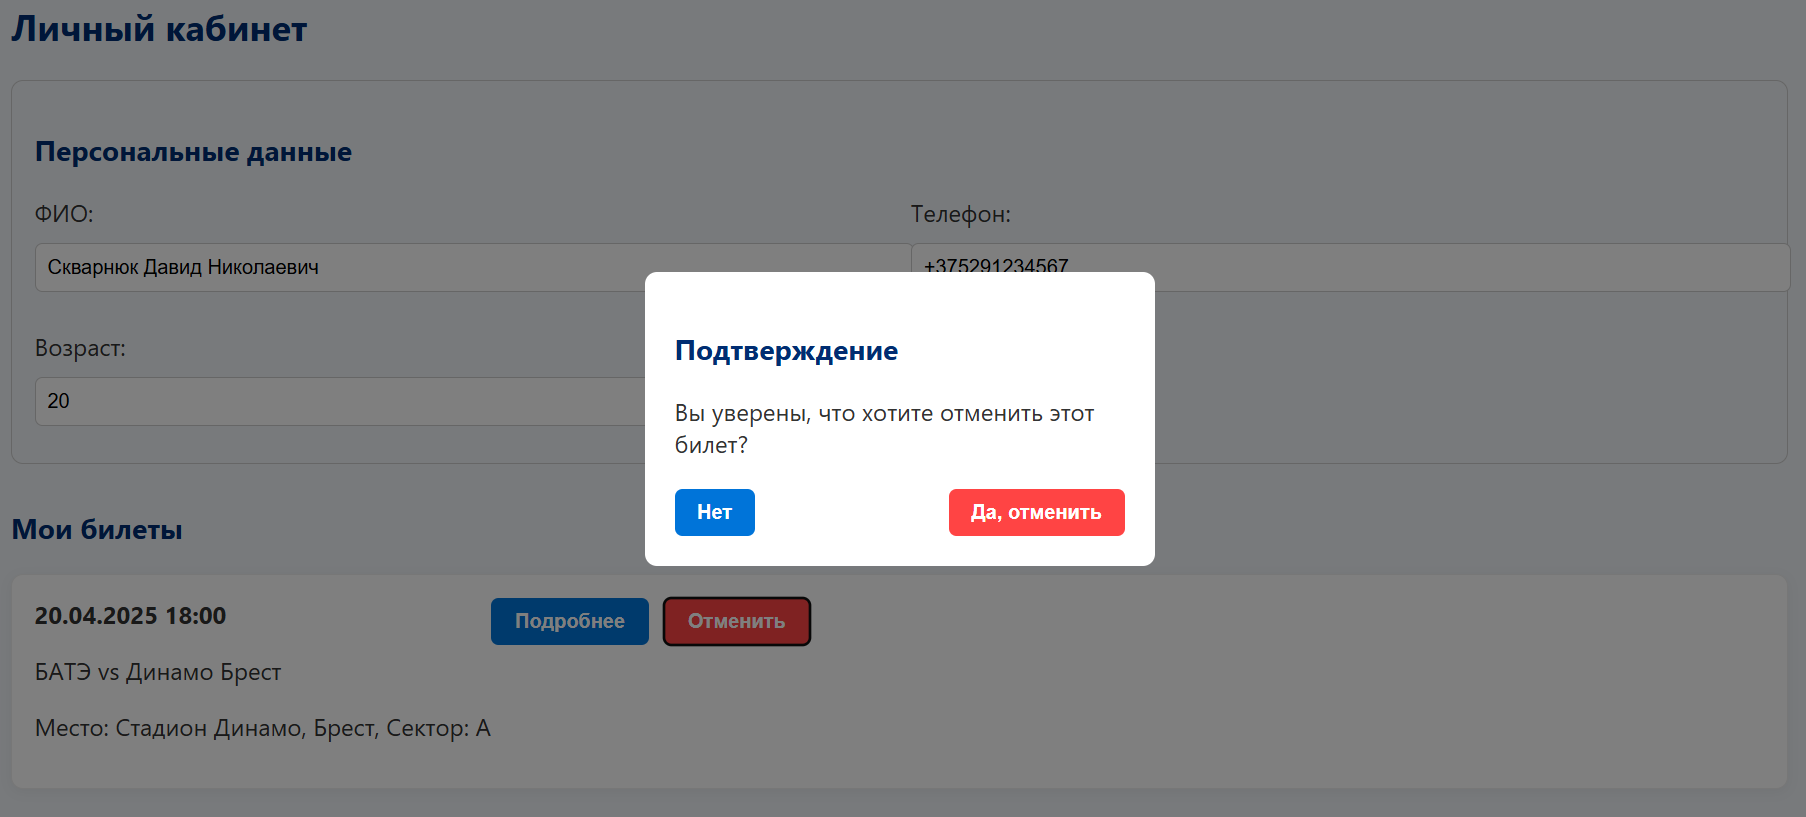 Личный кабинет
Персональные данные
ФИО:
Телефон:
Скварнюк Давид Николаевич
+375291234567
Возраст:
20
Подтверждение
Вы уверены, что хотите отменить этот
билет?
Нет
Да, отменить
Мои билеты
20.04.2025 18:00
Подробнее
Отменить
БАТЭ vs Динамо Брест
Место: Стадион Динамо, Брест, Сектор: А